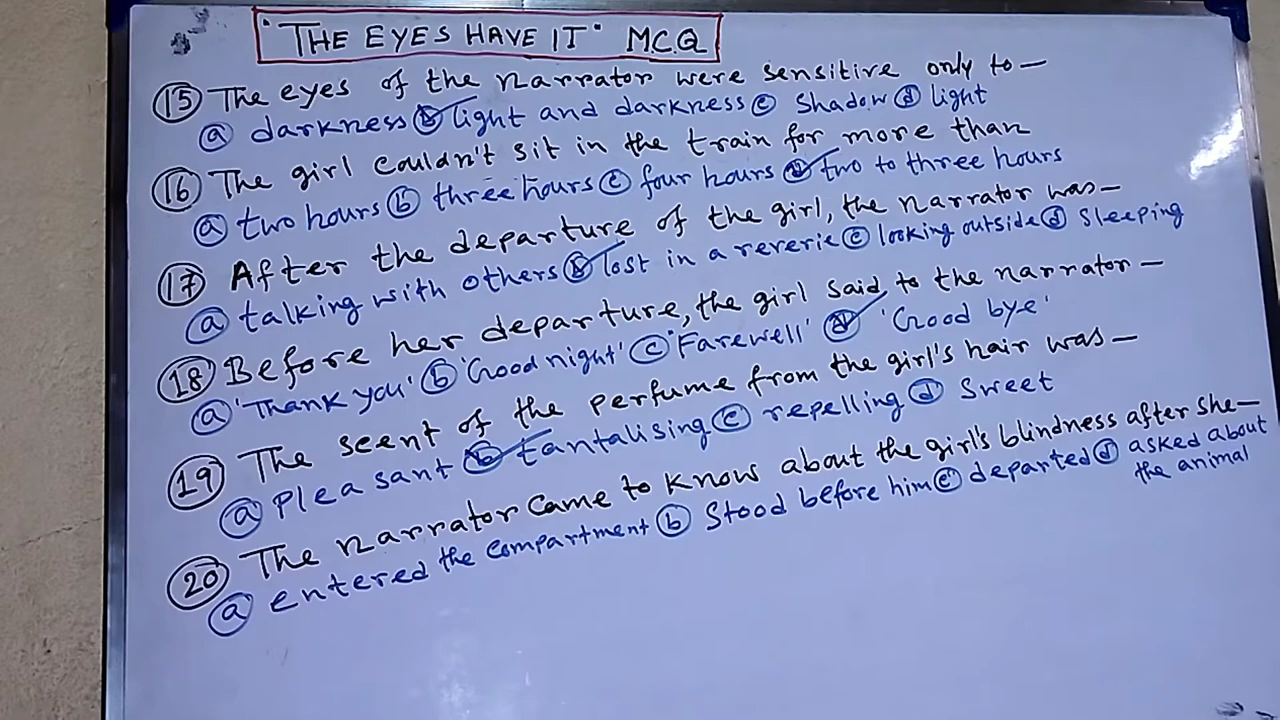 "THE EYES HAVE IT" MCQ
15 The eyes of the narrator were sensitive only to—
a darkness b light and darkness c shadow d light
16 The girl couldn't sit in the train for more than
a two hours b three hours c four hours d two to three hours
17 After the departure of the girl, the narrator was—
a talking with others b lost in a reverie c looking outside d sleeping
18 Before her departure, the girl said to the narrator—
a 'Thank you' b 'Good night' c 'Farewell' d 'Good bye'
19 The scent of the perfume from the girl's hair was—
a pleasant b tantalising c repelling d sweet
20 The narrator came to know about the girl's blindness after she—
a entered the compartment b stood before him c departed d asked about
the animal